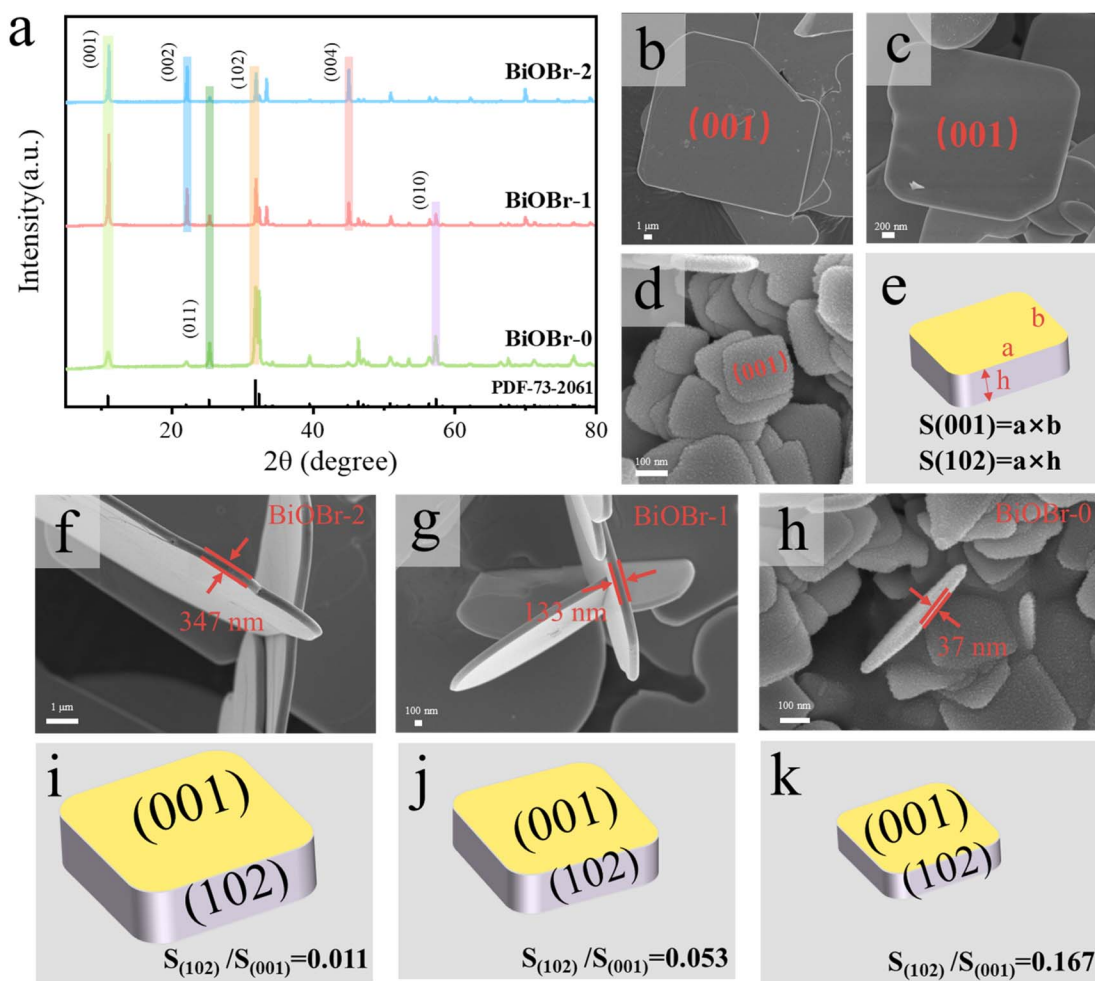 a
Intensity(a.u.)
(001)
(002)
(011)
(102)
(004)
(010)
BiOBr-2
BiOBr-1
BiOBr-0
PDF-73-2061
0
20
40
60
80
2θ (degree)
b
(001)
1 μm
c
(001)
200 nm
d
(001)
100 nm
e
b
a
h
S(001)=a×b
S(102)=a×h
f
BiOBr-2
347 nm
1 μm
g
BiOBr-1
133 nm
100 nm
h
BiOBr-0
37 nm
100 nm
i
(001)
(102)
S(102) /S(001)=0.011
j
(001)
(102)
S(102) /S(001)=0.053
k
(001)
(102)
S(102) /S(001)=0.167